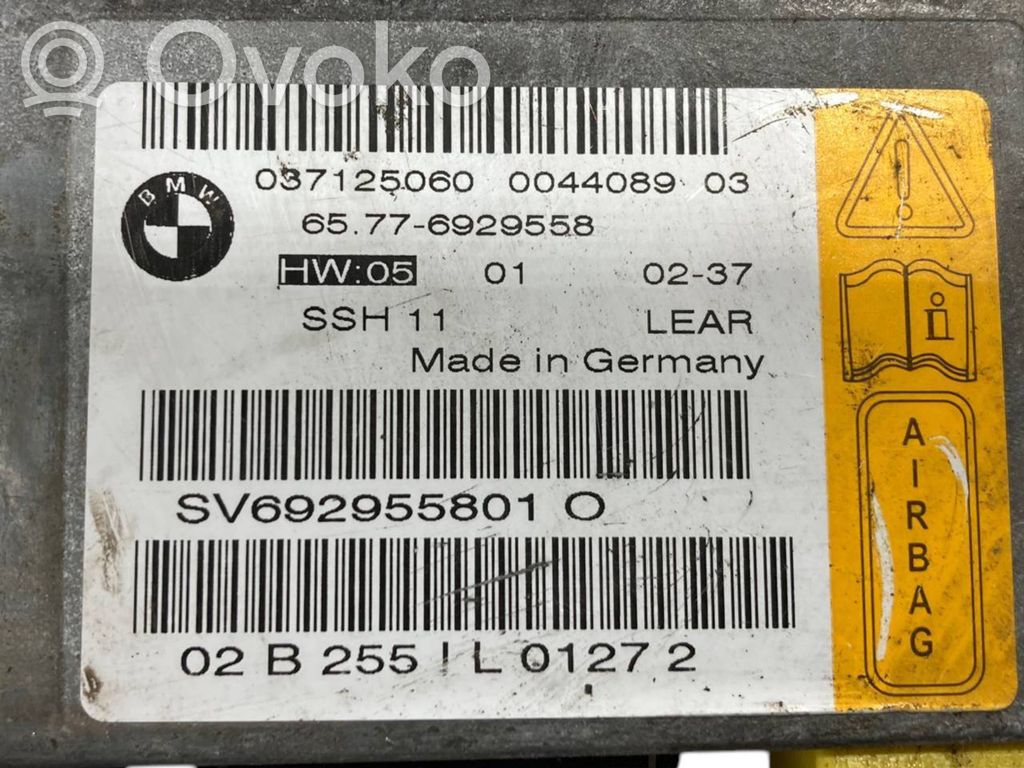 Ovoko
037125060 0044089 03
BMW
65.77-6929558
HW:05 01 02-37
SSH 11 LEAR
Made in Germany
SV692955801 O
02 B 255 I L 0127 2
AIRBAG